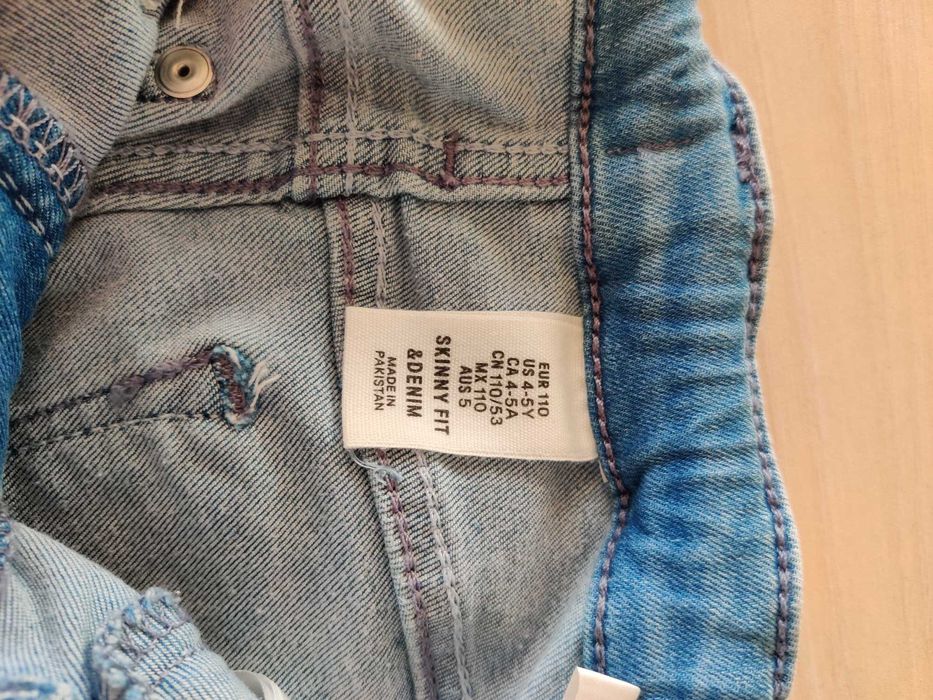 EUR 110
US 4-5Y
CA 4-5A
CN 110/53
MX 110
AUS 5
SKINNY FIT
&DENIM
MADE IN
PAKISTAN